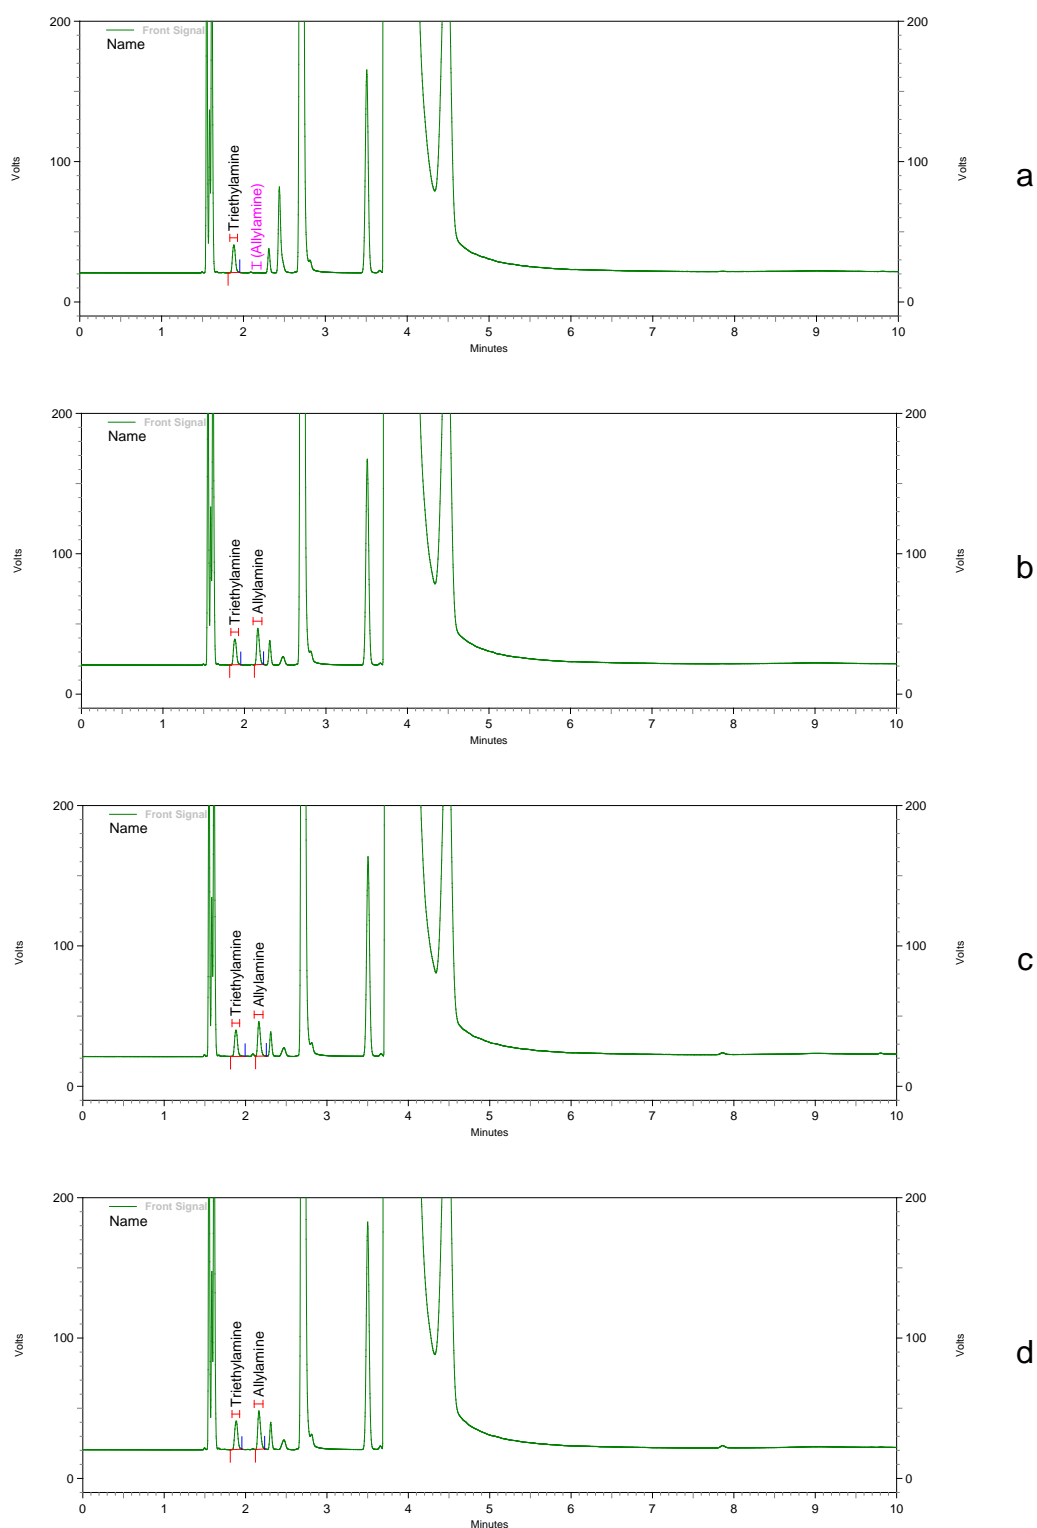 200
200
Front Signal
Name
Triethylamine
(Allylamine)
Volts
100
100
Volts
a
0
0
0 1 2 3 4 5 6 7 8 9 10
Minutes
200
200
Front Signal
Name
Triethylamine
Allylamine
Volts
100
100
Volts
b
0
0
0 1 2 3 4 5 6 7 8 9 10
Minutes
200
200
Front Signal
Name
Triethylamine
Allylamine
Volts
100
100
Volts
c
0
0
0 1 2 3 4 5 6 7 8 9 10
Minutes
200
200
Front Signal
Name
Triethylamine
Allylamine
Volts
100
100
Volts
d
0
0
0 1 2 3 4 5 6 7 8 9 10
Minutes